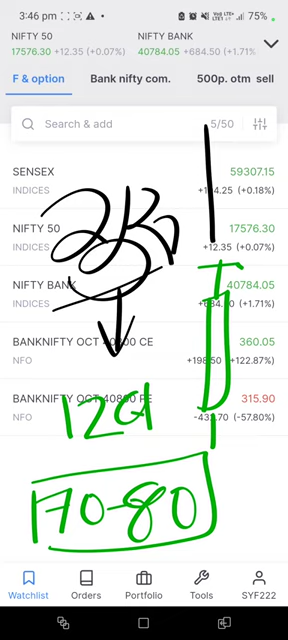 3:46 pm 75%
NIFTY 50 NIFTY BANK
17576.30 +12.35 (+0.07%) 40784.05 +684.50 (+1.71%
F & option Bank nifty com. 500p. otm sell
Search & add 5/50
SENSEX 59307.15
INDICES (+0.18%)
NIFTY 50 17576.30
INDICES +12.35 (+0.07%)
NIFTY BANK 40784.05
INDICES (+1.71%)
BANKNIFTY OCT CE 360.05
NFO +198.50 +122.87%)
BANKNIFTY OCT 40800 PE 315.90
NFO (-57.80%)
170-80
Watchlist Orders Portfolio Tools SYF222